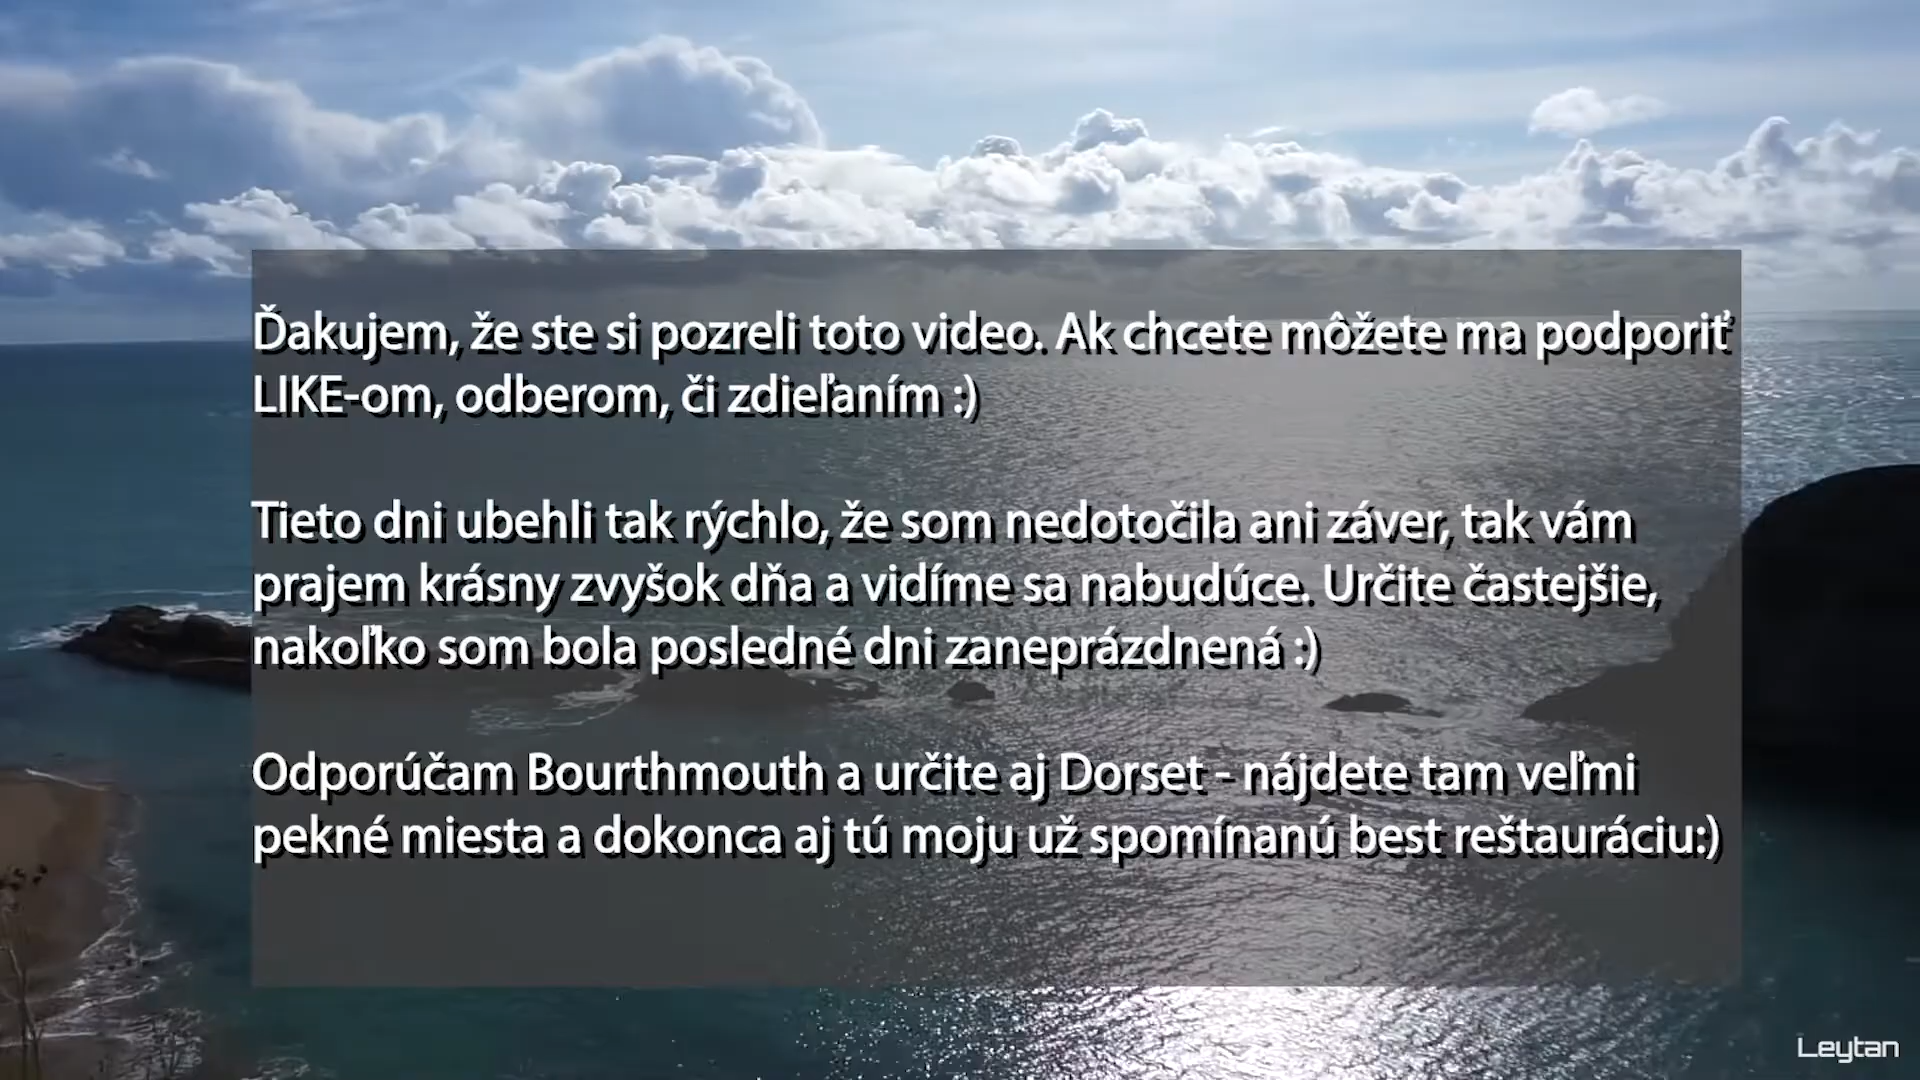 Ďakujem, že ste si pozreli toto video. Ak chcete môžete ma podporiť
LIKE-om, odberom, či zdieľaním :)
Tieto dni ubehli tak rýchlo, že som nedotočila ani záver, tak vám
prajem krásny zvyšok dňa a vidíme sa nabudúce. Určite častejšie,
nakoľko som bola posledné dni zaneprázdnená :)
Odporúčam Bourthmouth a určite aj Dorset - nájdete tam veľmi
pekné miesta a dokonca aj tú moju už spomínanú best reštauráciu:)
Leytan